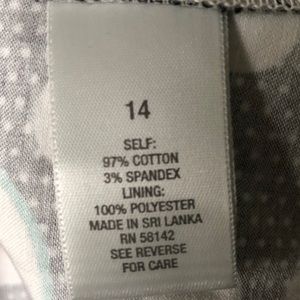 14
SELF:
97% COTTON
3% SPANDEX
LINING:
100% POLYESTER
MADE IN SRI LANKA
RN 58142
SEE REVERSE
FOR CARE